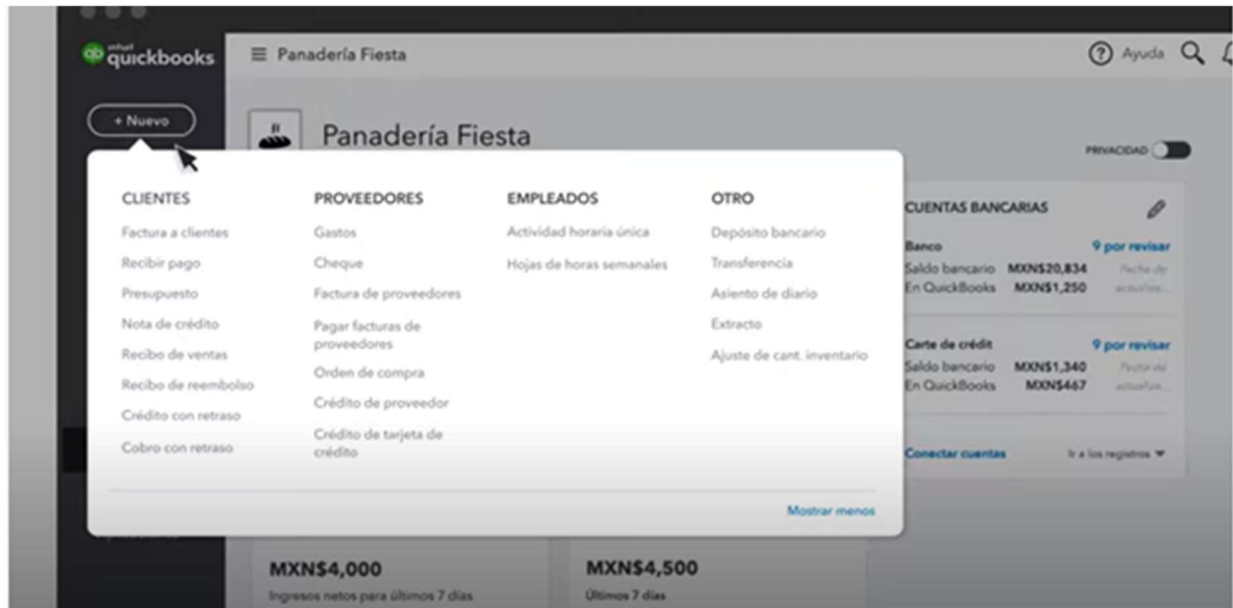 intuit
quickbooks
Panadería Fiesta
Ayuda
+ Nuevo
Panadería Fiesta
PRIVACIDAD
CLIENTES
Factura a clientes
Recibir pago
Presupuesto
Nota de crédito
Recibo de ventas
Recibo de reembolso
Crédito con retraso
Cobro con retraso
PROVEEDORES
Gastos
Cheque
Factura de proveedores
Pagar facturas de
proveedores
Orden de compra
Crédito de proveedor
Crédito de tarjeta de
crédito
EMPLEADOS
Actividad horaria única
Hojas de horas semanales
OTRO
Depósito bancario
Transferencia
Asiento de diario
Extracto
Ajuste de cant. inventario
Mostrar menos
CUENTAS BANCARIAS
Banco 9 por revisar
Saldo bancario MXN$20,834 Fecha de
En QuickBooks MXN$1,250
Carte de crédit 9 por revisar
Saldo bancario MXN$1,340 Fecha de
En QuickBooks MXN$467
Conectar cuentas Ir a los registros
MXN$4,000
Ingresos netos para últimos 7 días
MXN$4,500
Últimos 7 días